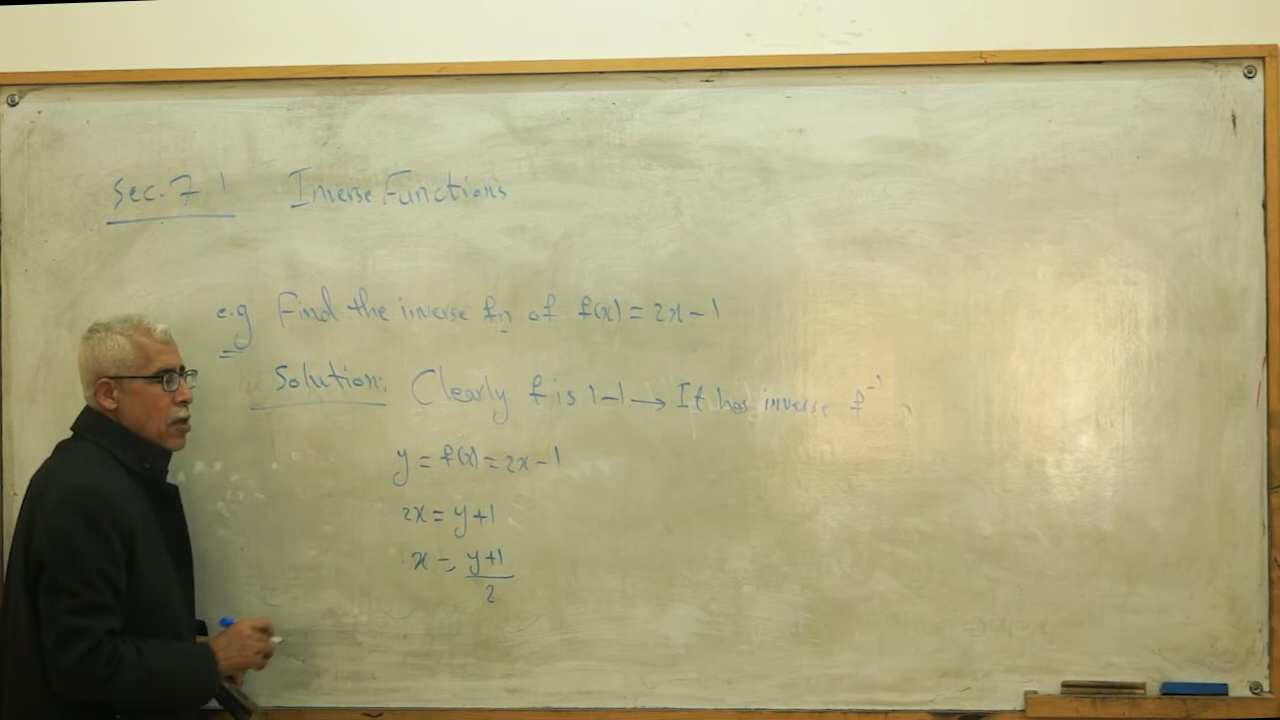 Sec. 7.1 Inverse Functions
e.g Find the inverse fn of f(x) = 2x - 1
Solution: Clearly f is 1-1 → It has inverse f⁻¹
y = f(x) = 2x - 1
2x = y + 1
x = (y+1)/2